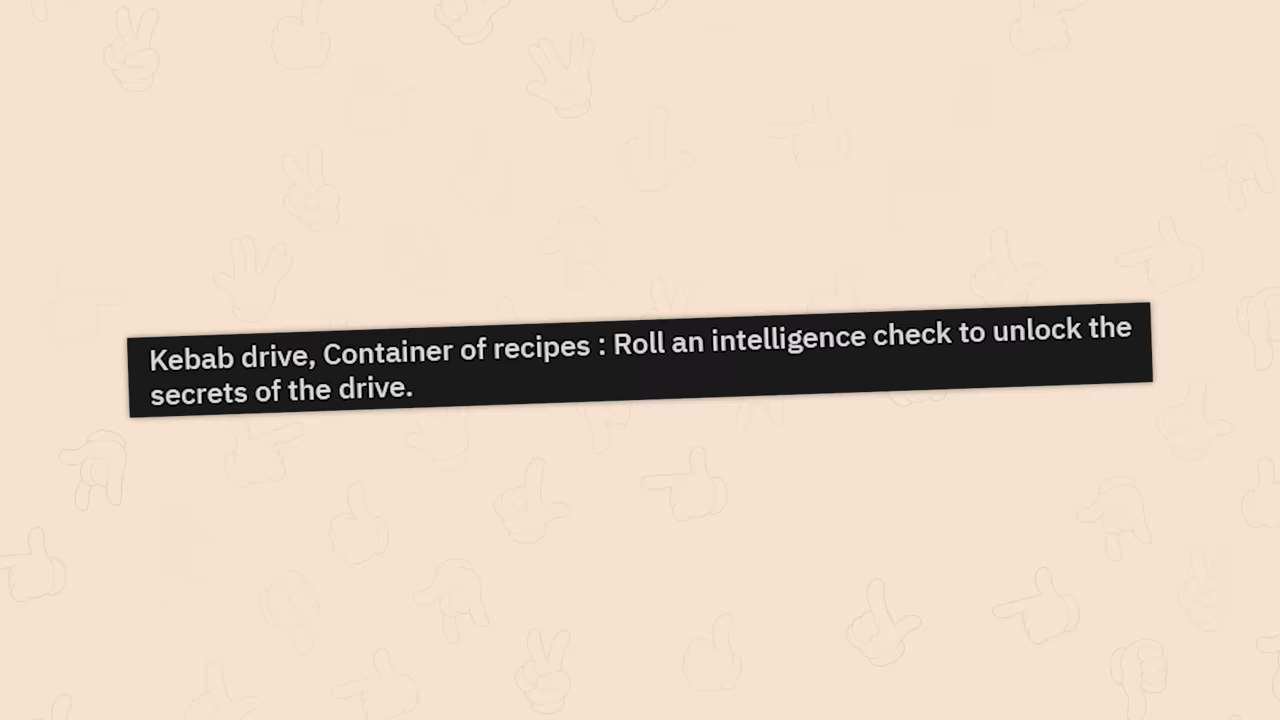 Kebab drive, Container of recipes : Roll an intelligence check to unlock the
secrets of the drive.